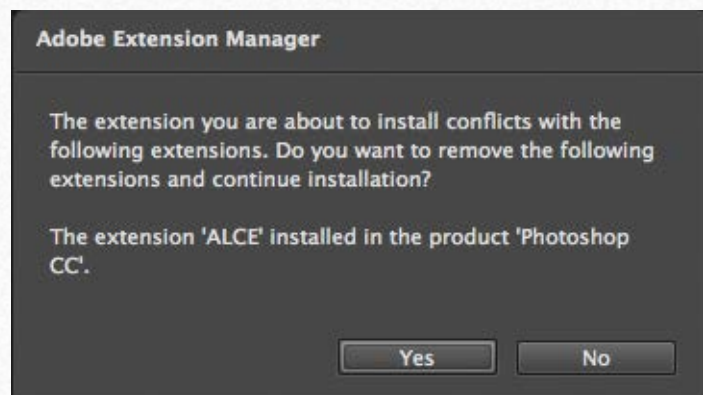 Adobe Extension Manager
The extension you are about to install conflicts with the
following extensions. Do you want to remove the following
extensions and continue installation?
The extension 'ALCE' installed in the product 'Photoshop
CC'.
Yes
No